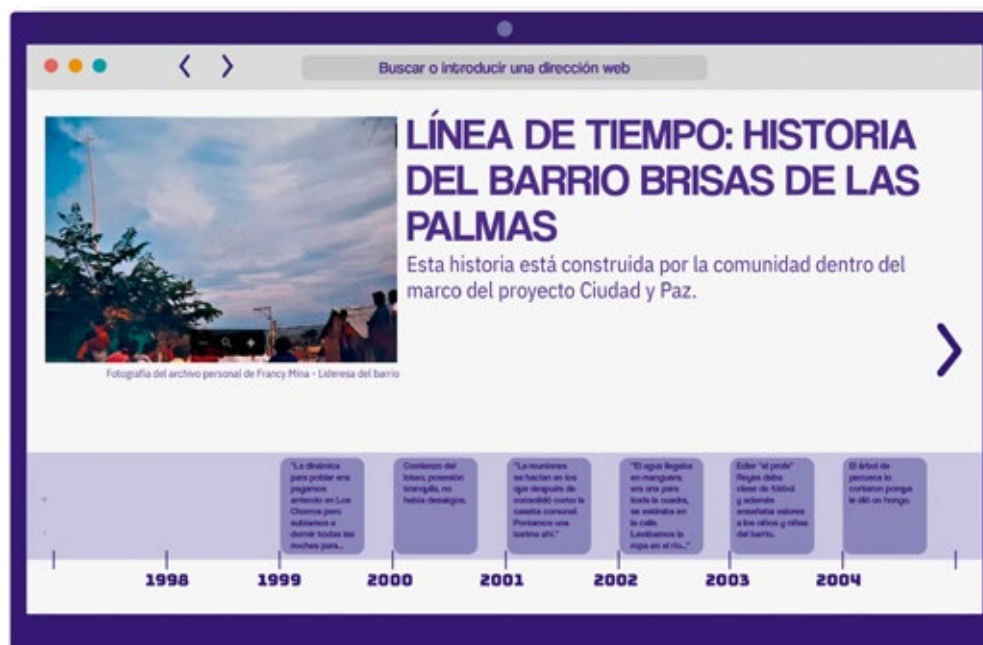 Buscar o introducir una dirección web
LÍNEA DE TIEMPO: HISTORIA
DEL BARRIO BRISAS DE LAS
PALMAS
Esta historia está construida por la comunidad dentro del
marco del proyecto Ciudad y Paz.
Fotografía del archivo personal de Francy Mina - Lideresa del barrio
"La dinámica
para poblar era:
pagamos
arriendo en Los
Chorros pero
subíamos a
dormir todas las
noches para...
Comienzo del
loteo, posesión
tranquila, no
había desalojos.
"La reuniones
se hacían en los
que después de
consolidó como la
caseta comunal.
Poníamos una
tarima ahí."
"El agua llegaba
en manguera;
era una para
toda la cuadra,
se estiraba en
la calle.
Lavábamos la
ropa en el río..."
Edier "el profe"
Reyes daba
clase de fútbol
y además
enseñaba valores
a los niños y niñas
del barrio.
El árbol de
cortaron porque
le dió un hongo.
1998
1999
2000
2001
2002
2003
2004